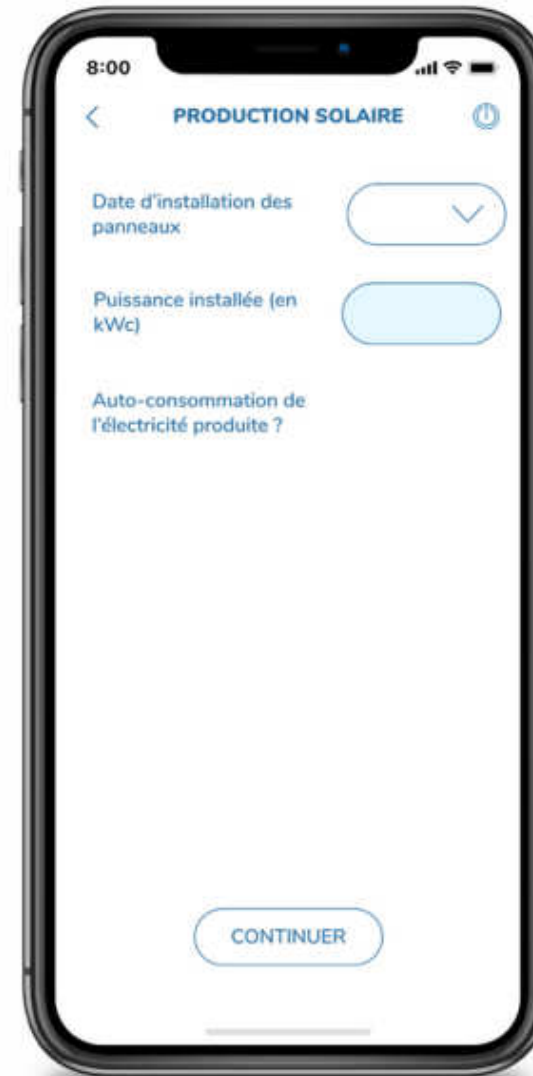 8:00
PRODUCTION SOLAIRE
Date d'installation des
panneaux
Puissance installée (en
kWc)
Auto-consommation de
l'électricité produite ?
CONTINUER